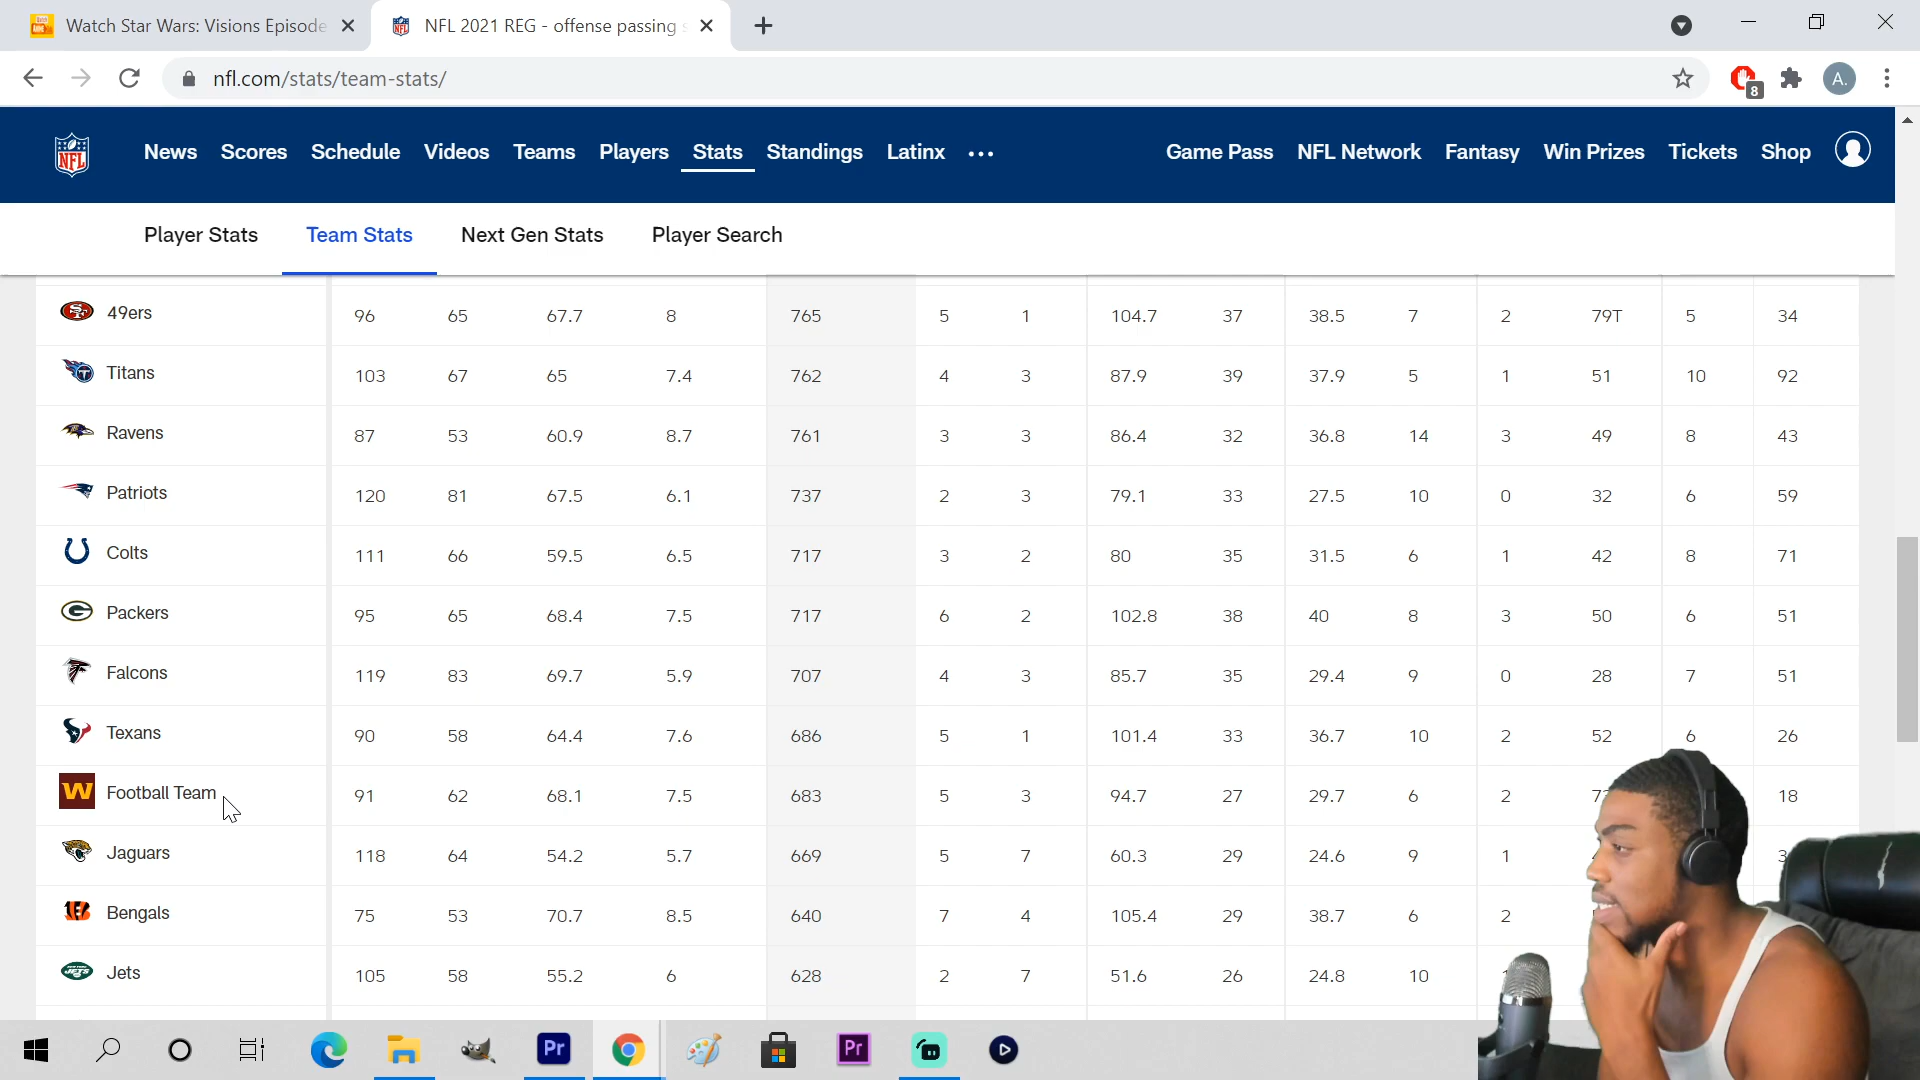 Watch Star Wars: Visions Episode
NFL 2021 REG - offense passing s
nfl.com/stats/team-stats/
8
A.
NFL
News Scores Schedule Videos Teams Players Stats Standings Latinx ...
Game Pass NFL Network Fantasy Win Prizes Tickets Shop
Player Stats Team Stats Next Gen Stats Player Search
49ers 96 65 67.7 8 765 5 1 104.7 37 38.5 7 2 79T 5 34
Titans 103 67 65 7.4 762 4 3 87.9 39 37.9 5 1 51 10 92
Ravens 87 53 60.9 8.7 761 3 3 86.4 32 36.8 14 3 49 8 43
Patriots 120 81 67.5 6.1 737 2 3 79.1 33 27.5 10 0 32 6 59
Colts 111 66 59.5 6.5 717 3 2 80 35 31.5 6 1 42 8 71
G Packers 95 65 68.4 7.5 717 6 2 102.8 38 40 8 3 50 6 51
Falcons 119 83 69.7 5.9 707 4 3 85.7 35 29.4 9 0 28 7 51
Texans 90 58 64.4 7.6 686 5 1 101.4 33 36.7 10 2 52 6 26
W Football Team 91 62 68.1 7.5 683 5 3 94.7 27 29.7 6 2 18
Jaguars 118 64 54.2 5.7 669 5 7 60.3 29 24.6 9 1
Bengals 75 53 70.7 8.5 640 7 4 105.4 29 38.7 6 2
JETS Jets 105 58 55.2 6 628 2 7 51.6 26 24.8 10
Pr Pr